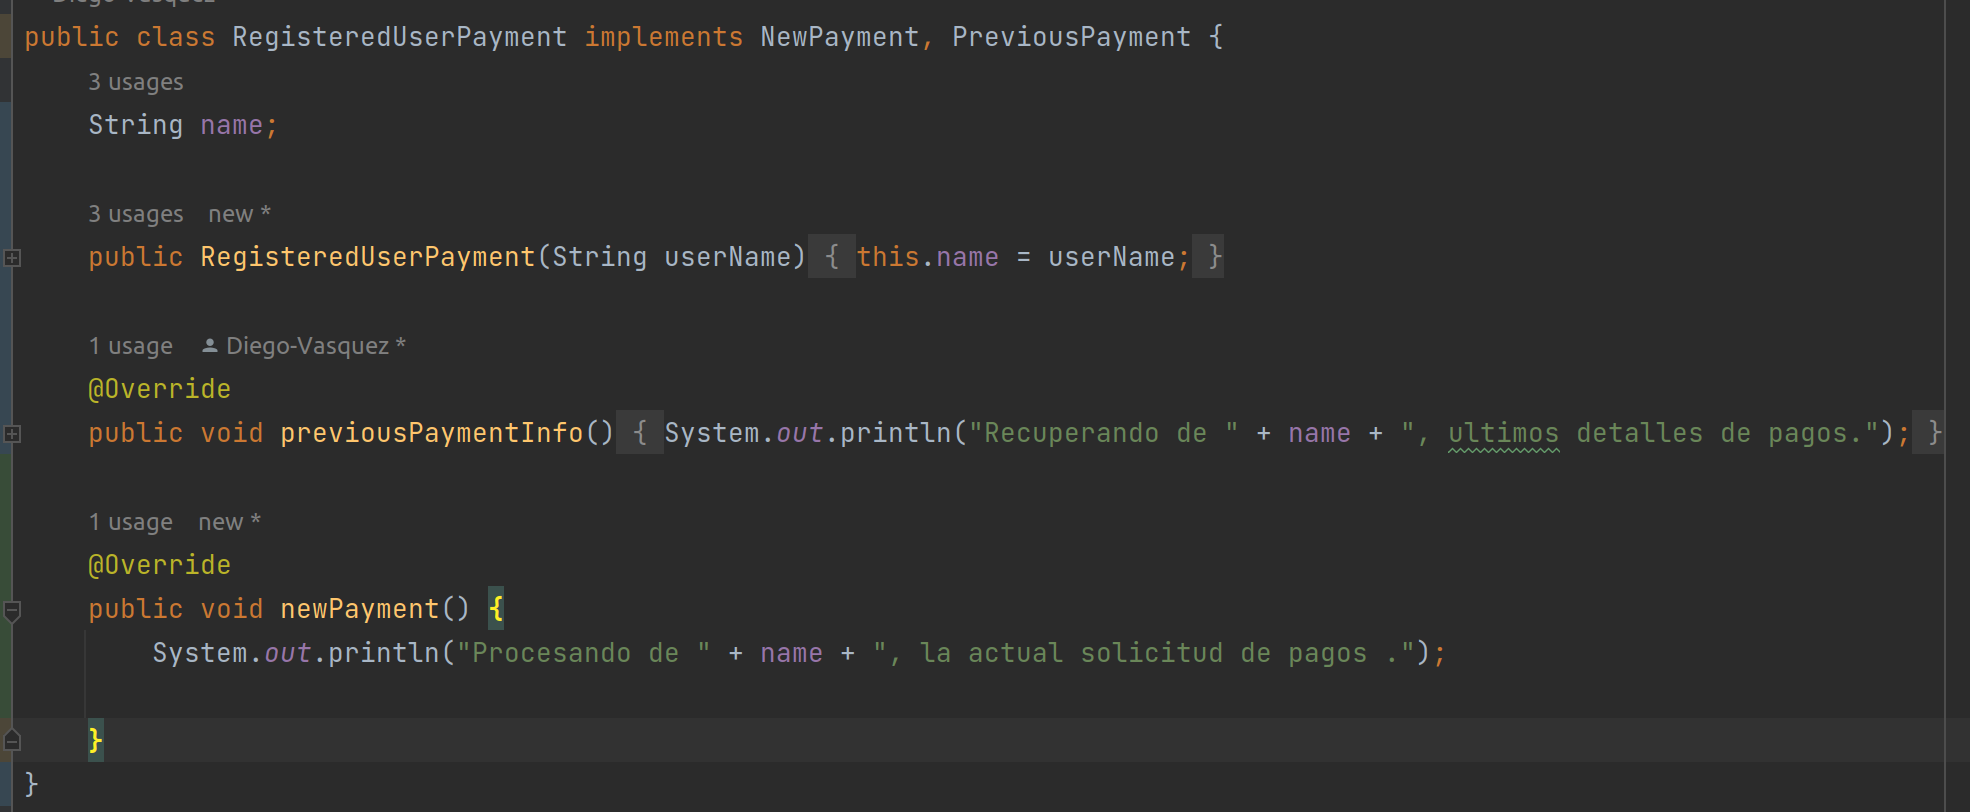 Diego-Vasquez
public class RegisteredUserPayment implements NewPayment, PreviousPayment {
3 usages
String name;
3 usages new *
public RegisteredUserPayment(String userName) { this.name = userName; }
1 usage Diego-Vasquez *
@Override
public void previousPaymentInfo() { System.out.println("Recuperando de " + name + ", ultimos detalles de pagos."); }
1 usage new *
@Override
public void newPayment() {
System.out.println("Procesando de " + name + ", la actual solicitud de pagos .");
}
}